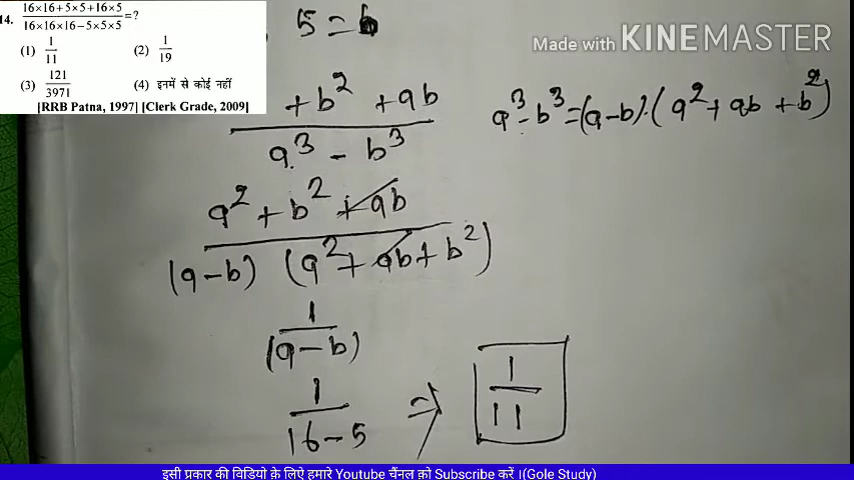 14. 16×16+5×5+16×5 / 16×16×16−5×5×5 = ?
(1) 1/11 (2) 1/19
(3) 121/3971 (4) इनमें से कोई नहीं
[RRB Patna, 1997] [Clerk Grade, 2009]
Made with KINEMASTER
5 = b
+b² + ab
a³ − b³
a³ − b³ = (a−b).(a² + ab + b²)
a² + b² + ab
(a−b) (a² + ab + b²)
1
(a−b)
1
16−5
⇒ 1
11
इसी प्रकार की विडियो के लिऐ हमारे Youtube चैंनल क़ो Subscribe करें ।(Gole Study)